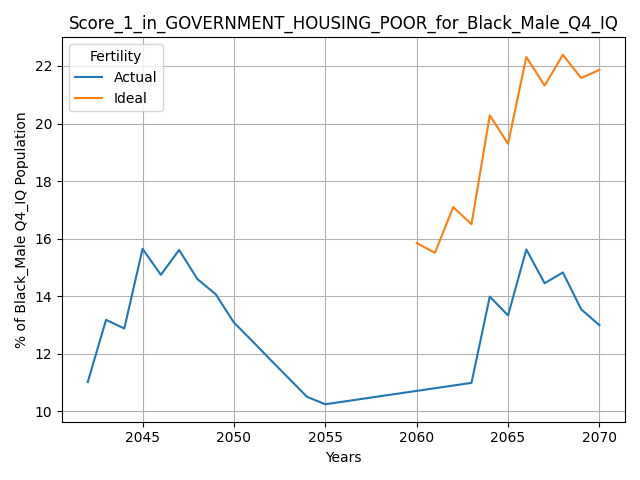 Score_1_in_GOVERNMENT_HOUSING_POOR_for_Black_Male_Q4_IQ
Fertility
Actual
Ideal
% of Black_Male Q4_IQ Population
22
20
18
16
14
12
10
2045 2050 2055 2060 2065 2070
Years